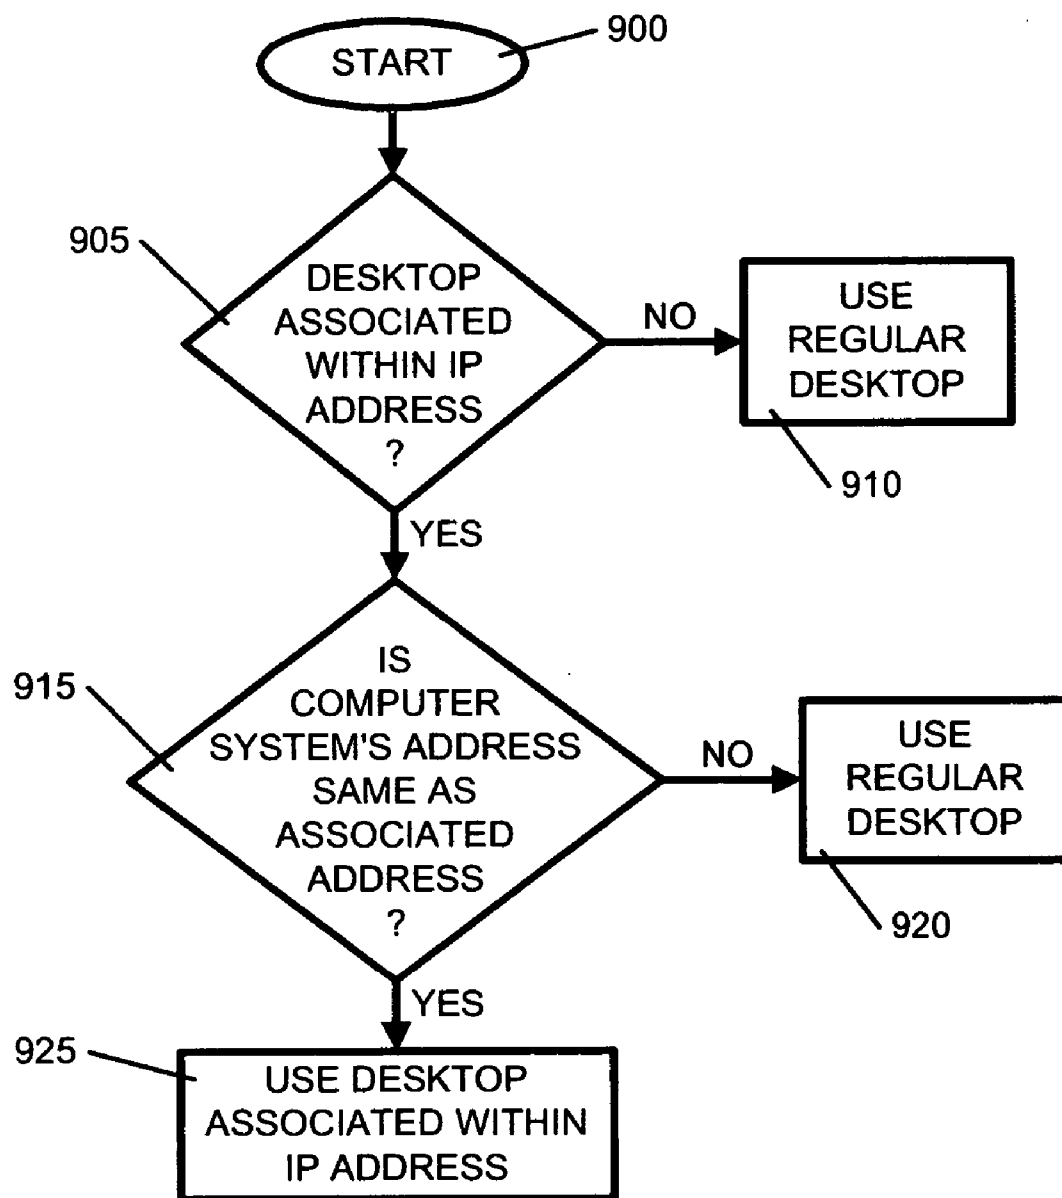 900
START
905
DESKTOP
ASSOCIATED
WITHIN IP
ADDRESS
?
NO
USE
REGULAR
DESKTOP
910
YES
915
IS
COMPUTER
SYSTEM'S ADDRESS
SAME AS
ASSOCIATED
ADDRESS
?
NO
USE
REGULAR
DESKTOP
920
YES
925
USE DESKTOP
ASSOCIATED WITHIN
IP ADDRESS